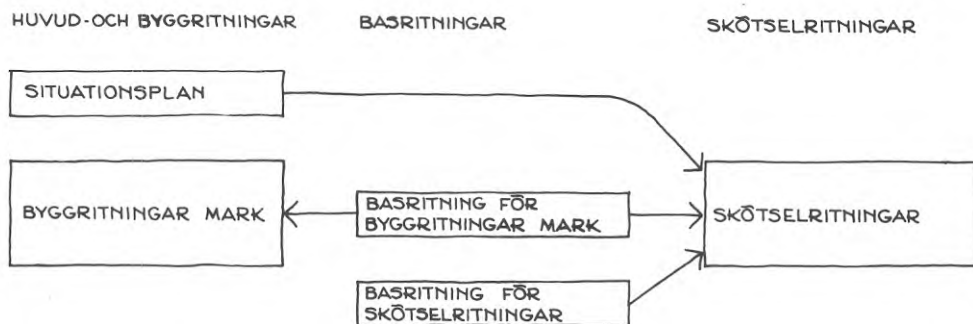 HUVUD-OCH BYGGRITNINGAR
BASRITNINGAR
SKÖTSELRITNINGAR
SITUATIONSPLAN
BYGGRITNINGAR MARK
BASRITNING FÖR
BYGGRITNINGAR MARK
SKÖTSELRITNINGAR
BASRITNING FÖR
SKÖTSELRITNINGAR